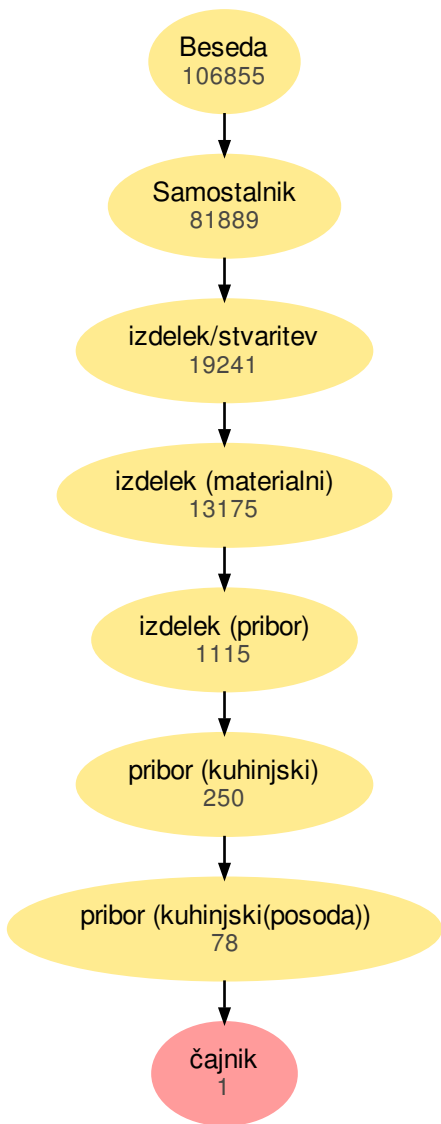 Beseda
106855
Samostalnik
81889
izdelek/stvaritev
19241
izdelek (materialni)
13175
izdelek (pribor)
1115
pribor (kuhinjski)
250
pribor (kuhinjski(posoda))
78
čajnik
1